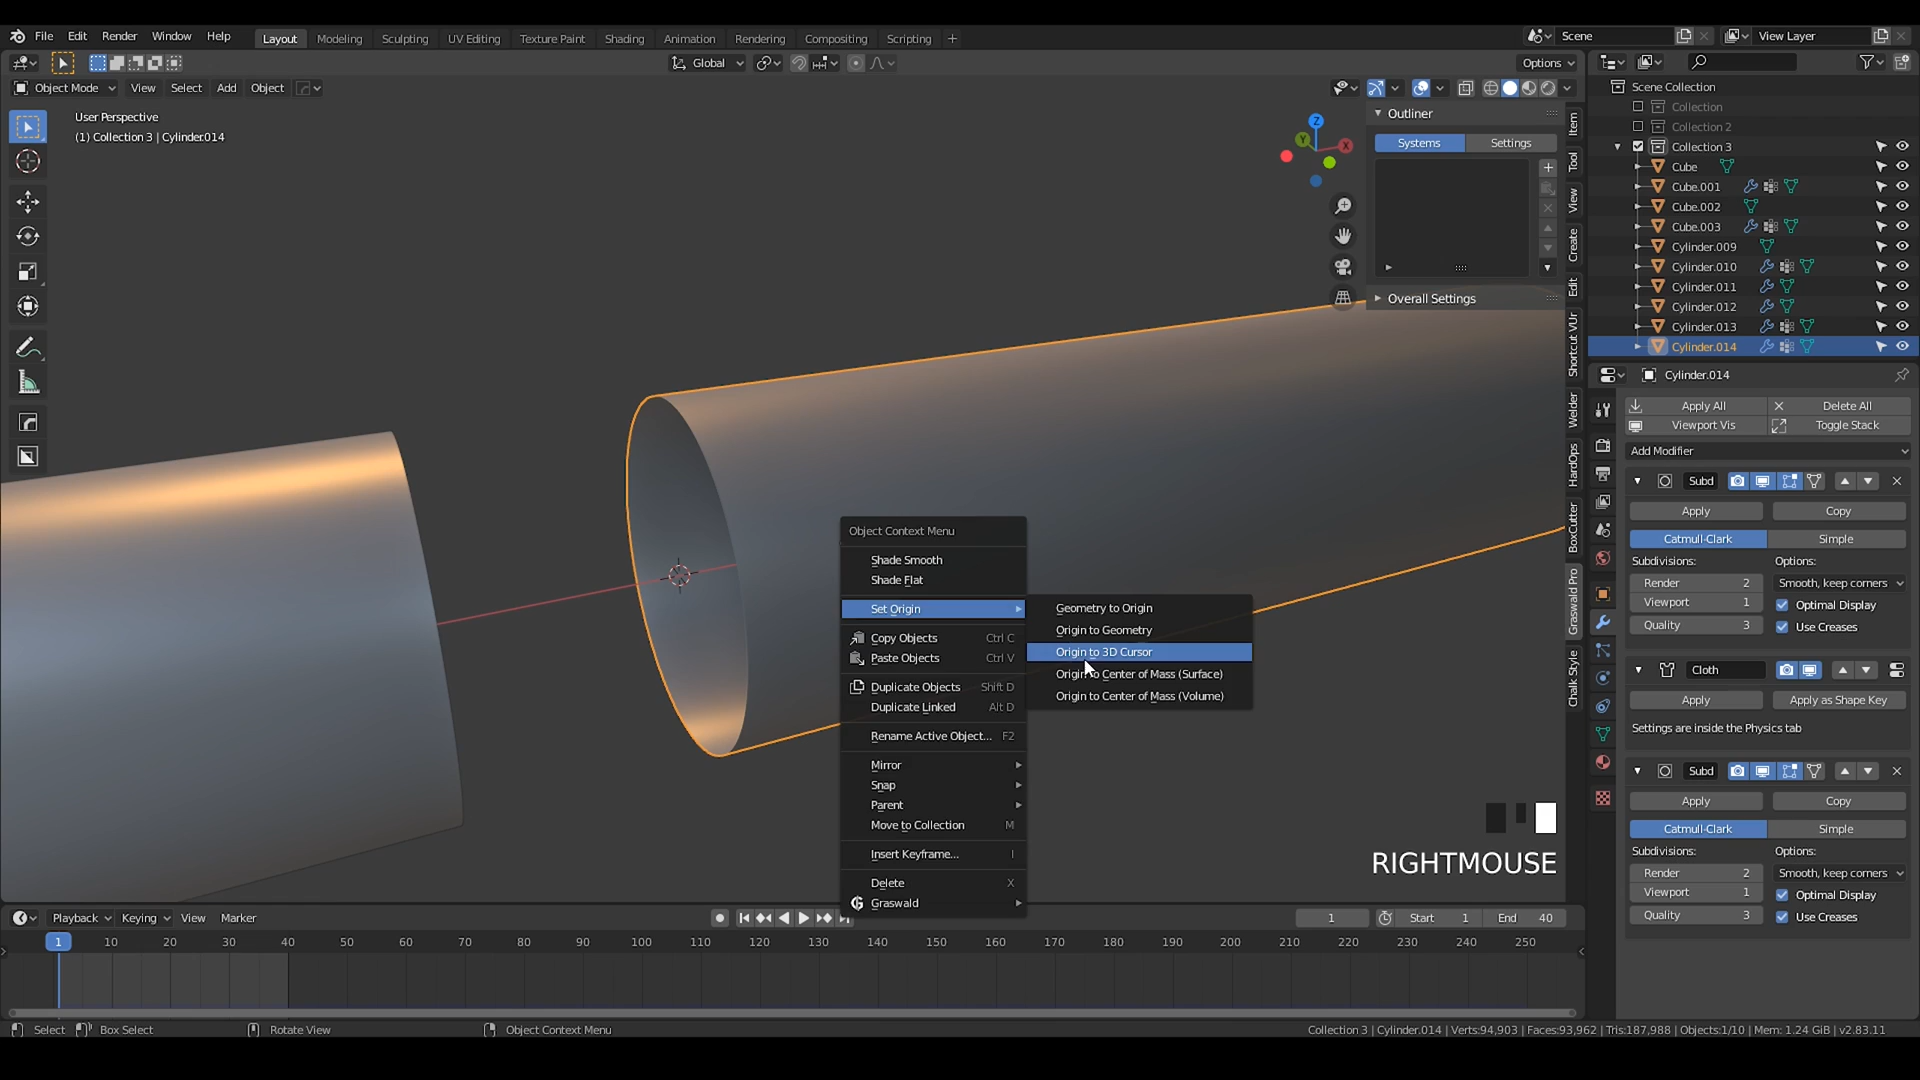 File Edit Render Window Help Layout Modeling Sculpting UV Editing Texture Paint Shading Animation Rendering Compositing Scripting + Scene View Layer
Global Options
Object Mode View Select Add Object
User Perspective
(1) Collection 3 | Cylinder.014
Z
Y
X
Outliner
Systems Settings
Overall Settings
Item
Tool
View
Create
Edit
Shortcut VUr
Welder
HardOps
BoxCutter
Graswald Pro
Chalk Style
Scene Collection
Collection
Collection 2
Collection 3
Cube
Cube.001
Cube.002
Cube.003
Cylinder.009
Cylinder.010
Cylinder.011
Cylinder.012
Cylinder.013
Cylinder.014
Cylinder.014
Apply All Delete All
Viewport Vis Toggle Stack
Add Modifier
Subd
Apply Copy
Catmull-Clark Simple
Subdivisions: Options:
Render 2 Smooth, keep corners
Viewport 1 Optimal Display
Quality 3 Use Creases
Cloth
Apply Apply as Shape Key
Settings are inside the Physics tab
Subd
Apply Copy
Catmull-Clark Simple
Subdivisions: Options:
Render 2 Smooth, keep corners
Viewport 1 Optimal Display
Quality 3 Use Creases
Object Context Menu
Shade Smooth
Shade Flat
Set Origin
Copy Objects Ctrl C
Paste Objects Ctrl V
Duplicate Objects Shift D
Duplicate Linked Alt D
Rename Active Object... F2
Mirror
Snap
Parent
Move to Collection M
Insert Keyframe... I
Delete X
Graswald
Geometry to Origin
Origin to Geometry
Origin to 3D Cursor
Origin to Center of Mass (Surface)
Origin to Center of Mass (Volume)
RIGHTMOUSE
Playback Keying View Marker 1 Start 1 End 40
1 10 20 30 40 50 60 70 80 90 100 110 120 130 140 150 160 170 180 190 200 210 220 230 240 250
Select Box Select Rotate View Object Context Menu Collection 3 | Cylinder.014 | Verts:94,903 | Faces:93,962 | Tris:187,988 | Objects:1/10 | Mem: 1.24 GiB | v2.83.11